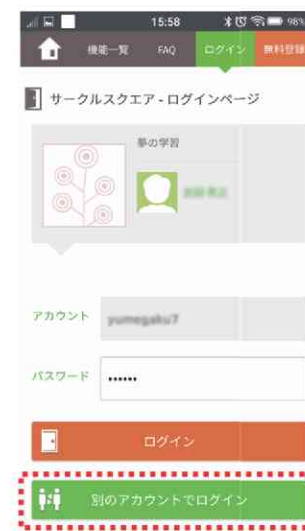 15:58 98%
機能一覧 FAQ ログイン 無料登録
サークルスクエア - ログインページ
夢の学習
アカウント yumegaku7
パスワード ••••••
ログイン
別のアカウントでログイン